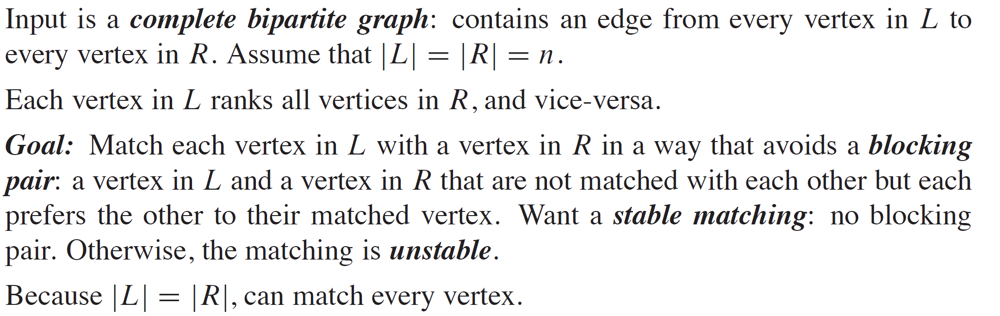 Input is a complete bipartite graph: contains an edge from every vertex in L to
every vertex in R. Assume that |L| = |R| = n.
Each vertex in L ranks all vertices in R, and vice-versa.
Goal: Match each vertex in L with a vertex in R in a way that avoids a blocking
pair: a vertex in L and a vertex in R that are not matched with each other but each
prefers the other to their matched vertex. Want a stable matching: no blocking
pair. Otherwise, the matching is unstable.
Because |L| = |R|, can match every vertex.